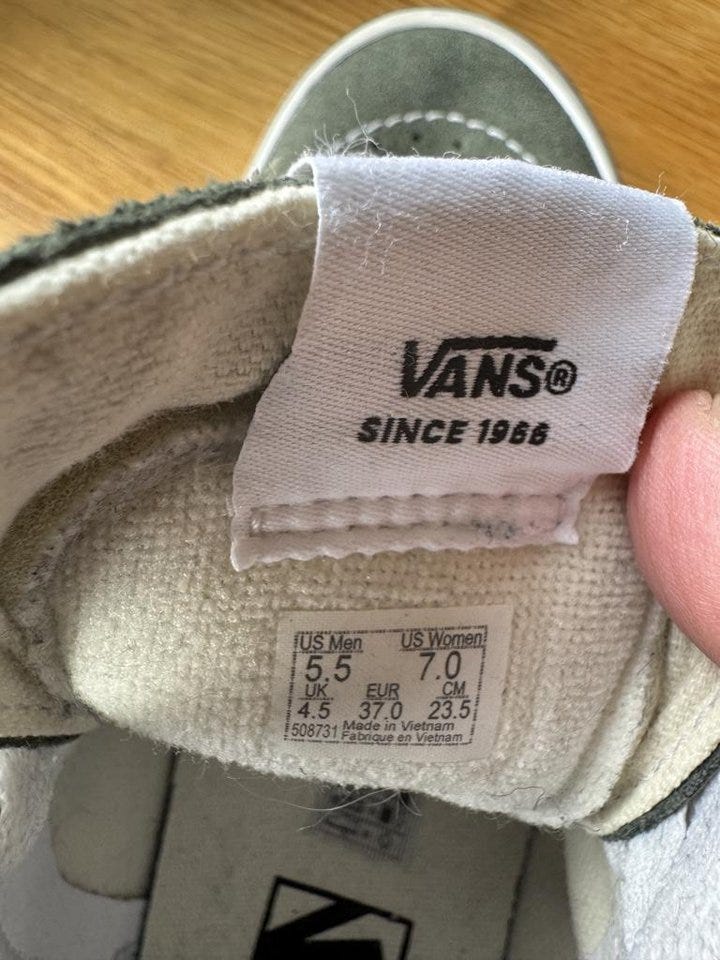 VANS®
SINCE 1966
US Men US Women
5.5 7.0
UK EUR CM
4.5 37.0 23.5
508731 Made in Vietnam
Fabrique en Vietnam